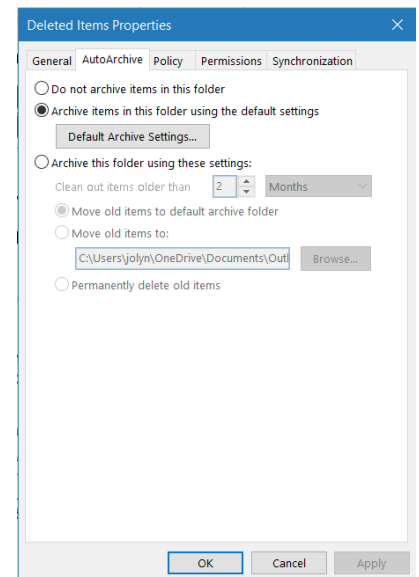 Deleted Items Properties
General AutoArchive Policy Permissions Synchronization
Do not archive items in this folder
Archive items in this folder using the default settings
Default Archive Settings...
Archive this folder using these settings:
Clean out items older than 2 Months
Move old items to default archive folder
Move old items to:
C:\Users\jolyn\OneDrive\Documents\Outl Browse...
Permanently delete old items
OK Cancel Apply